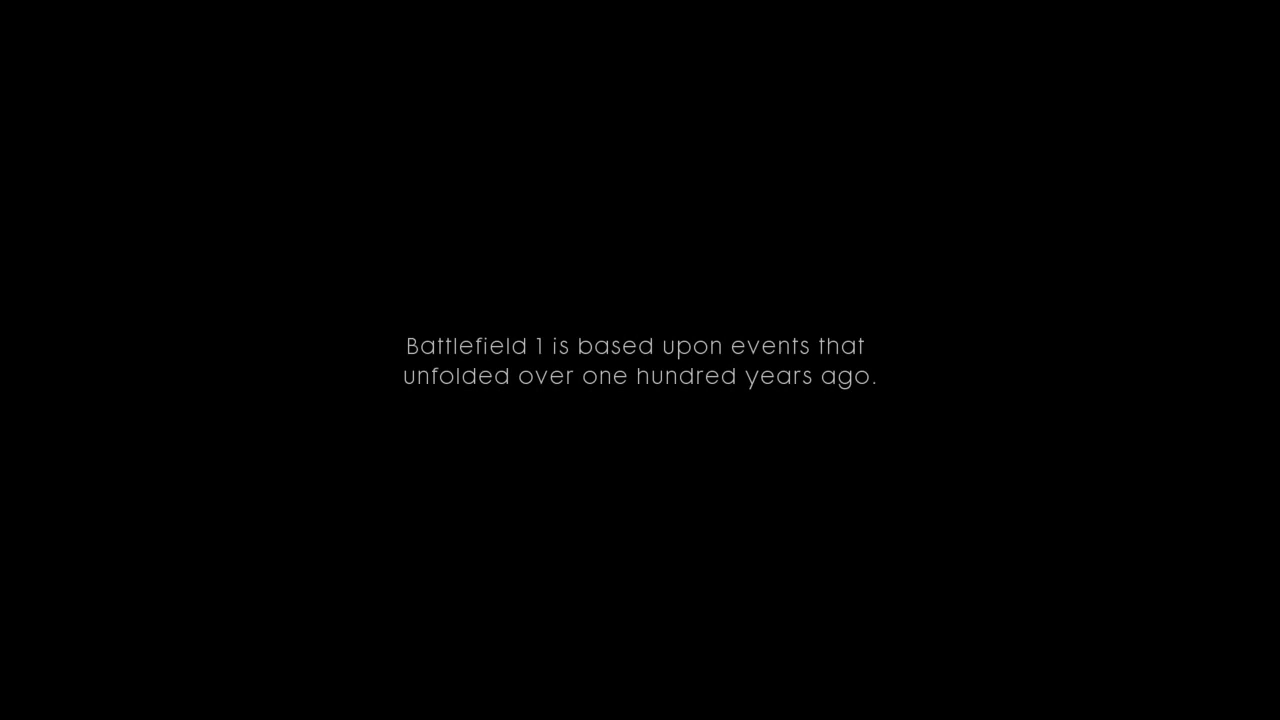 Battlefield 1 is based upon events that
unfolded over one hundred years ago.